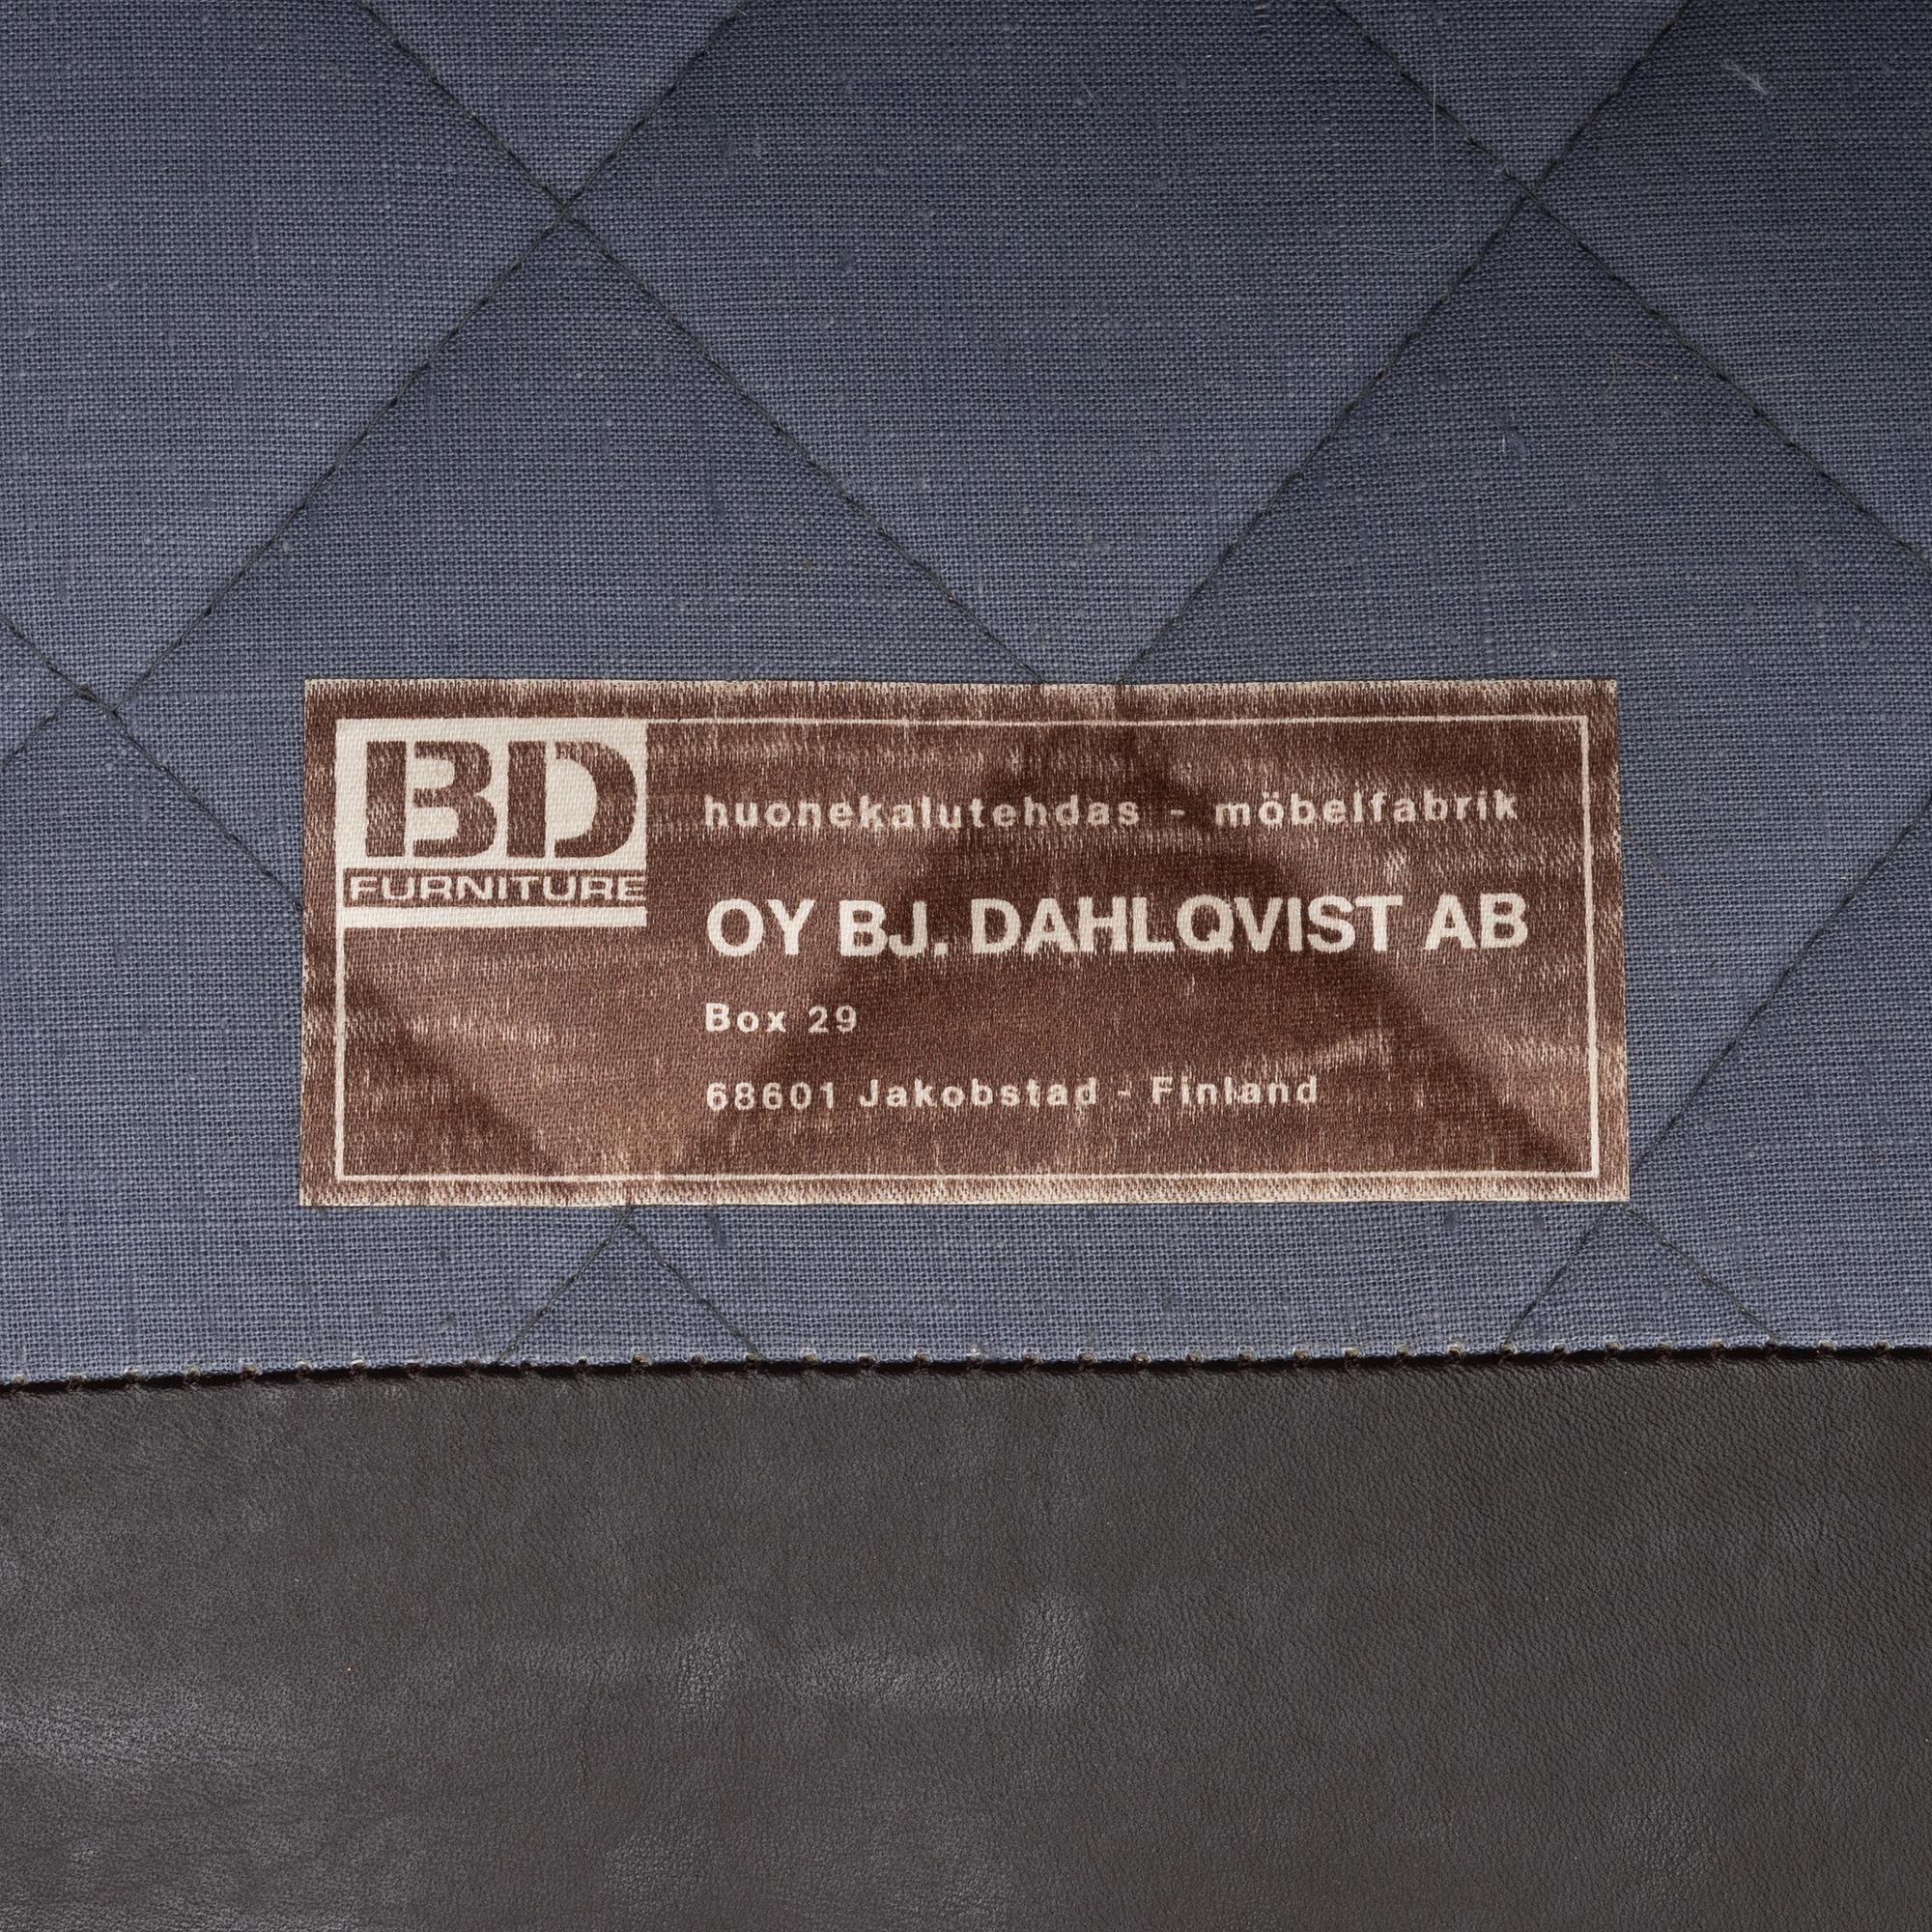 BD
FURNITURE
huonekalutehdas - möbelfabrik
OY BJ. DAHLQVIST AB
Box 29
68601 Jakobstad - Finland